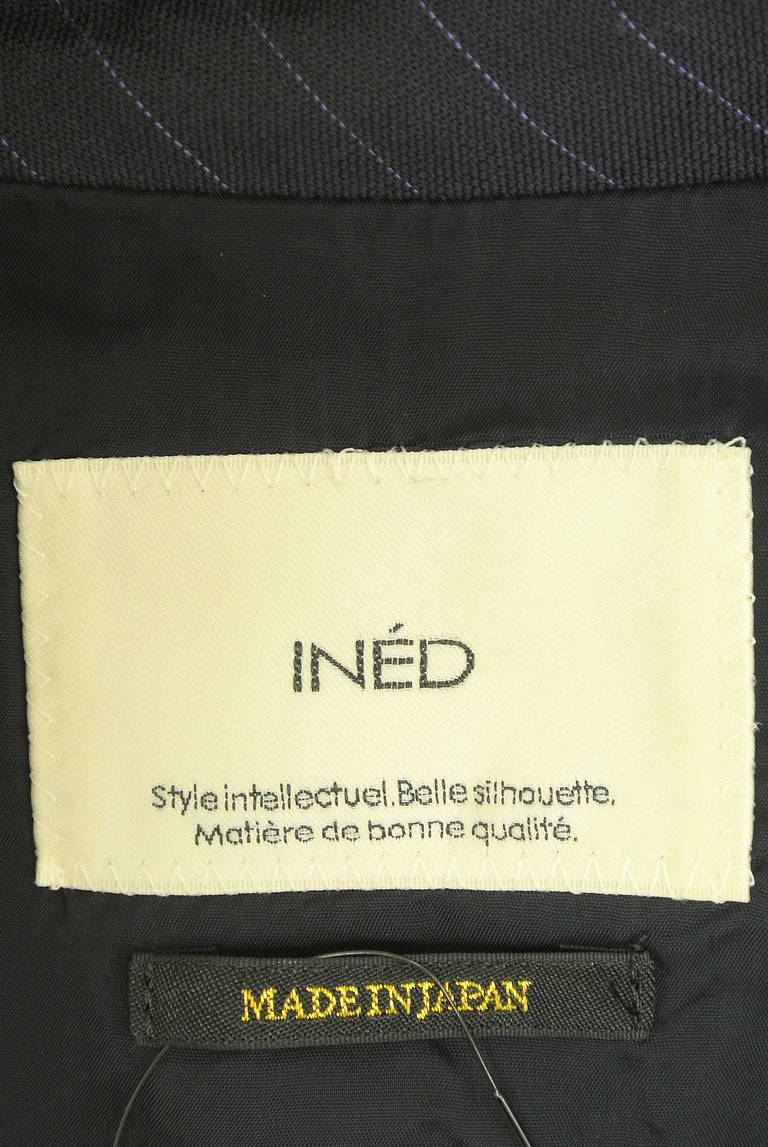 INÉD
Style intellectuel. Belle silhouette.
Matière de bonne qualité.
MADE IN JAPAN